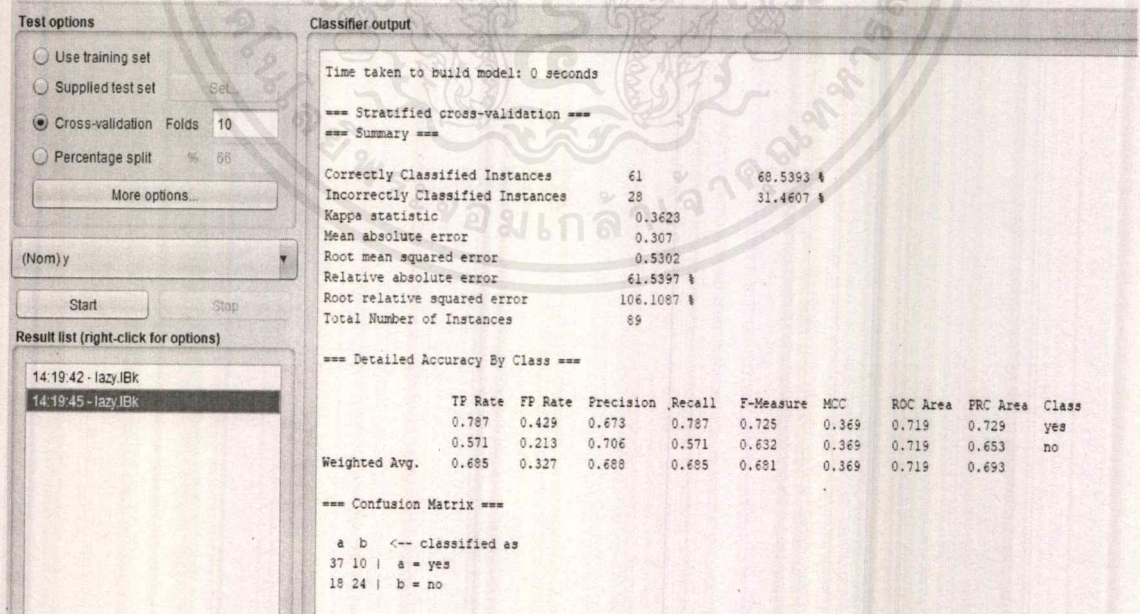 Test options
Use training set
Supplied test set Set...
Cross-validation Folds 10
Percentage split % 66
More options...
(Nom) y
Start Stop
Result list (right-click for options)
14:19:42 - lazy.IBk
14:19:45 - lazy.IBk
Classifier output
Time taken to build model: 0 seconds
=== Stratified cross-validation ===
=== Summary ===
Correctly Classified Instances 61 68.5393 %
Incorrectly Classified Instances 28 31.4607 %
Kappa statistic 0.3623
Mean absolute error 0.307
Root mean squared error 0.5302
Relative absolute error 61.5397 %
Root relative squared error 106.1087 %
Total Number of Instances 89
=== Detailed Accuracy By Class ===
TP Rate FP Rate Precision Recall F-Measure MCC ROC Area PRC Area Class
0.787 0.429 0.673 0.787 0.725 0.369 0.719 0.729 yes
0.571 0.213 0.706 0.571 0.632 0.369 0.719 0.653 no
Weighted Avg. 0.685 0.327 0.688 0.685 0.681 0.369 0.719 0.693
=== Confusion Matrix ===
a b <-- classified as
37 10 | a = yes
18 24 | b = no